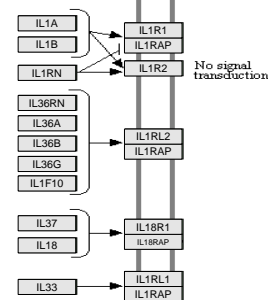 IL1A
IL1B
IL1RN
IL1R1
IL1RAP
IL1R2
No signal
transduction
IL36RN
IL36A
IL36B
IL36G
IL1F10
IL1RL2
IL1RAP
IL37
IL18
IL18R1
IL18RAP
IL33
IL1RL1
IL1RAP